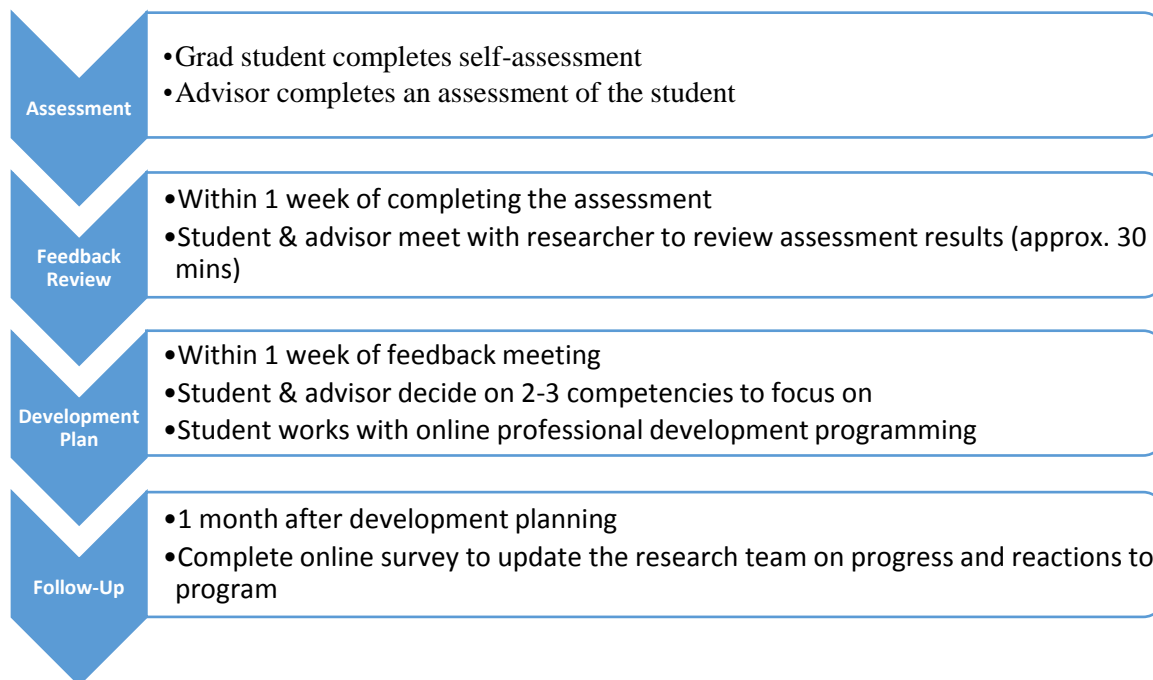 Assessment
•Grad student completes self-assessment
•Advisor completes an assessment of the student
Feedback
Review
•Within 1 week of completing the assessment
•Student & advisor meet with researcher to review assessment results (approx. 30
mins)
Development
Plan
•Within 1 week of feedback meeting
•Student & advisor decide on 2-3 competencies to focus on
•Student works with online professional development programming
Follow-Up
•1 month after development planning
•Complete online survey to update the research team on progress and reactions to
program